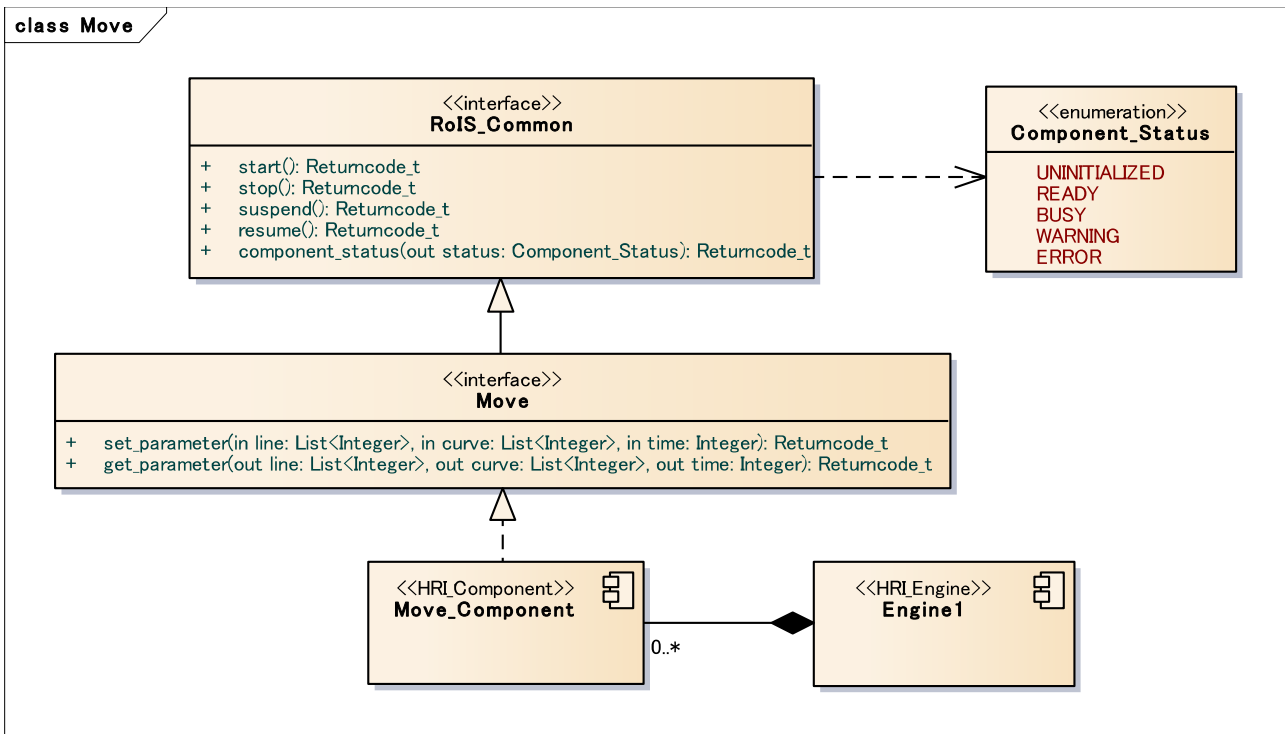 class Move
<<interface>>
RoIS_Common
+ start(): Returncode_t
+ stop(): Returncode_t
+ suspend(): Returncode_t
+ resume(): Returncode_t
+ component_status(out status: Component_Status): Returncode_t
<<enumeration>>
Component_Status
UNINITIALIZED
READY
BUSY
WARNING
ERROR
<<interface>>
Move
+ set_parameter(in line: List<Integer>, in curve: List<Integer>, in time: Integer): Returncode_t
+ get_parameter(out line: List<Integer>, out curve: List<Integer>, out time: Integer): Returncode_t
<<HRI_Component>>
Move_Component
0..*
<<HRI_Engine>>
Engine1